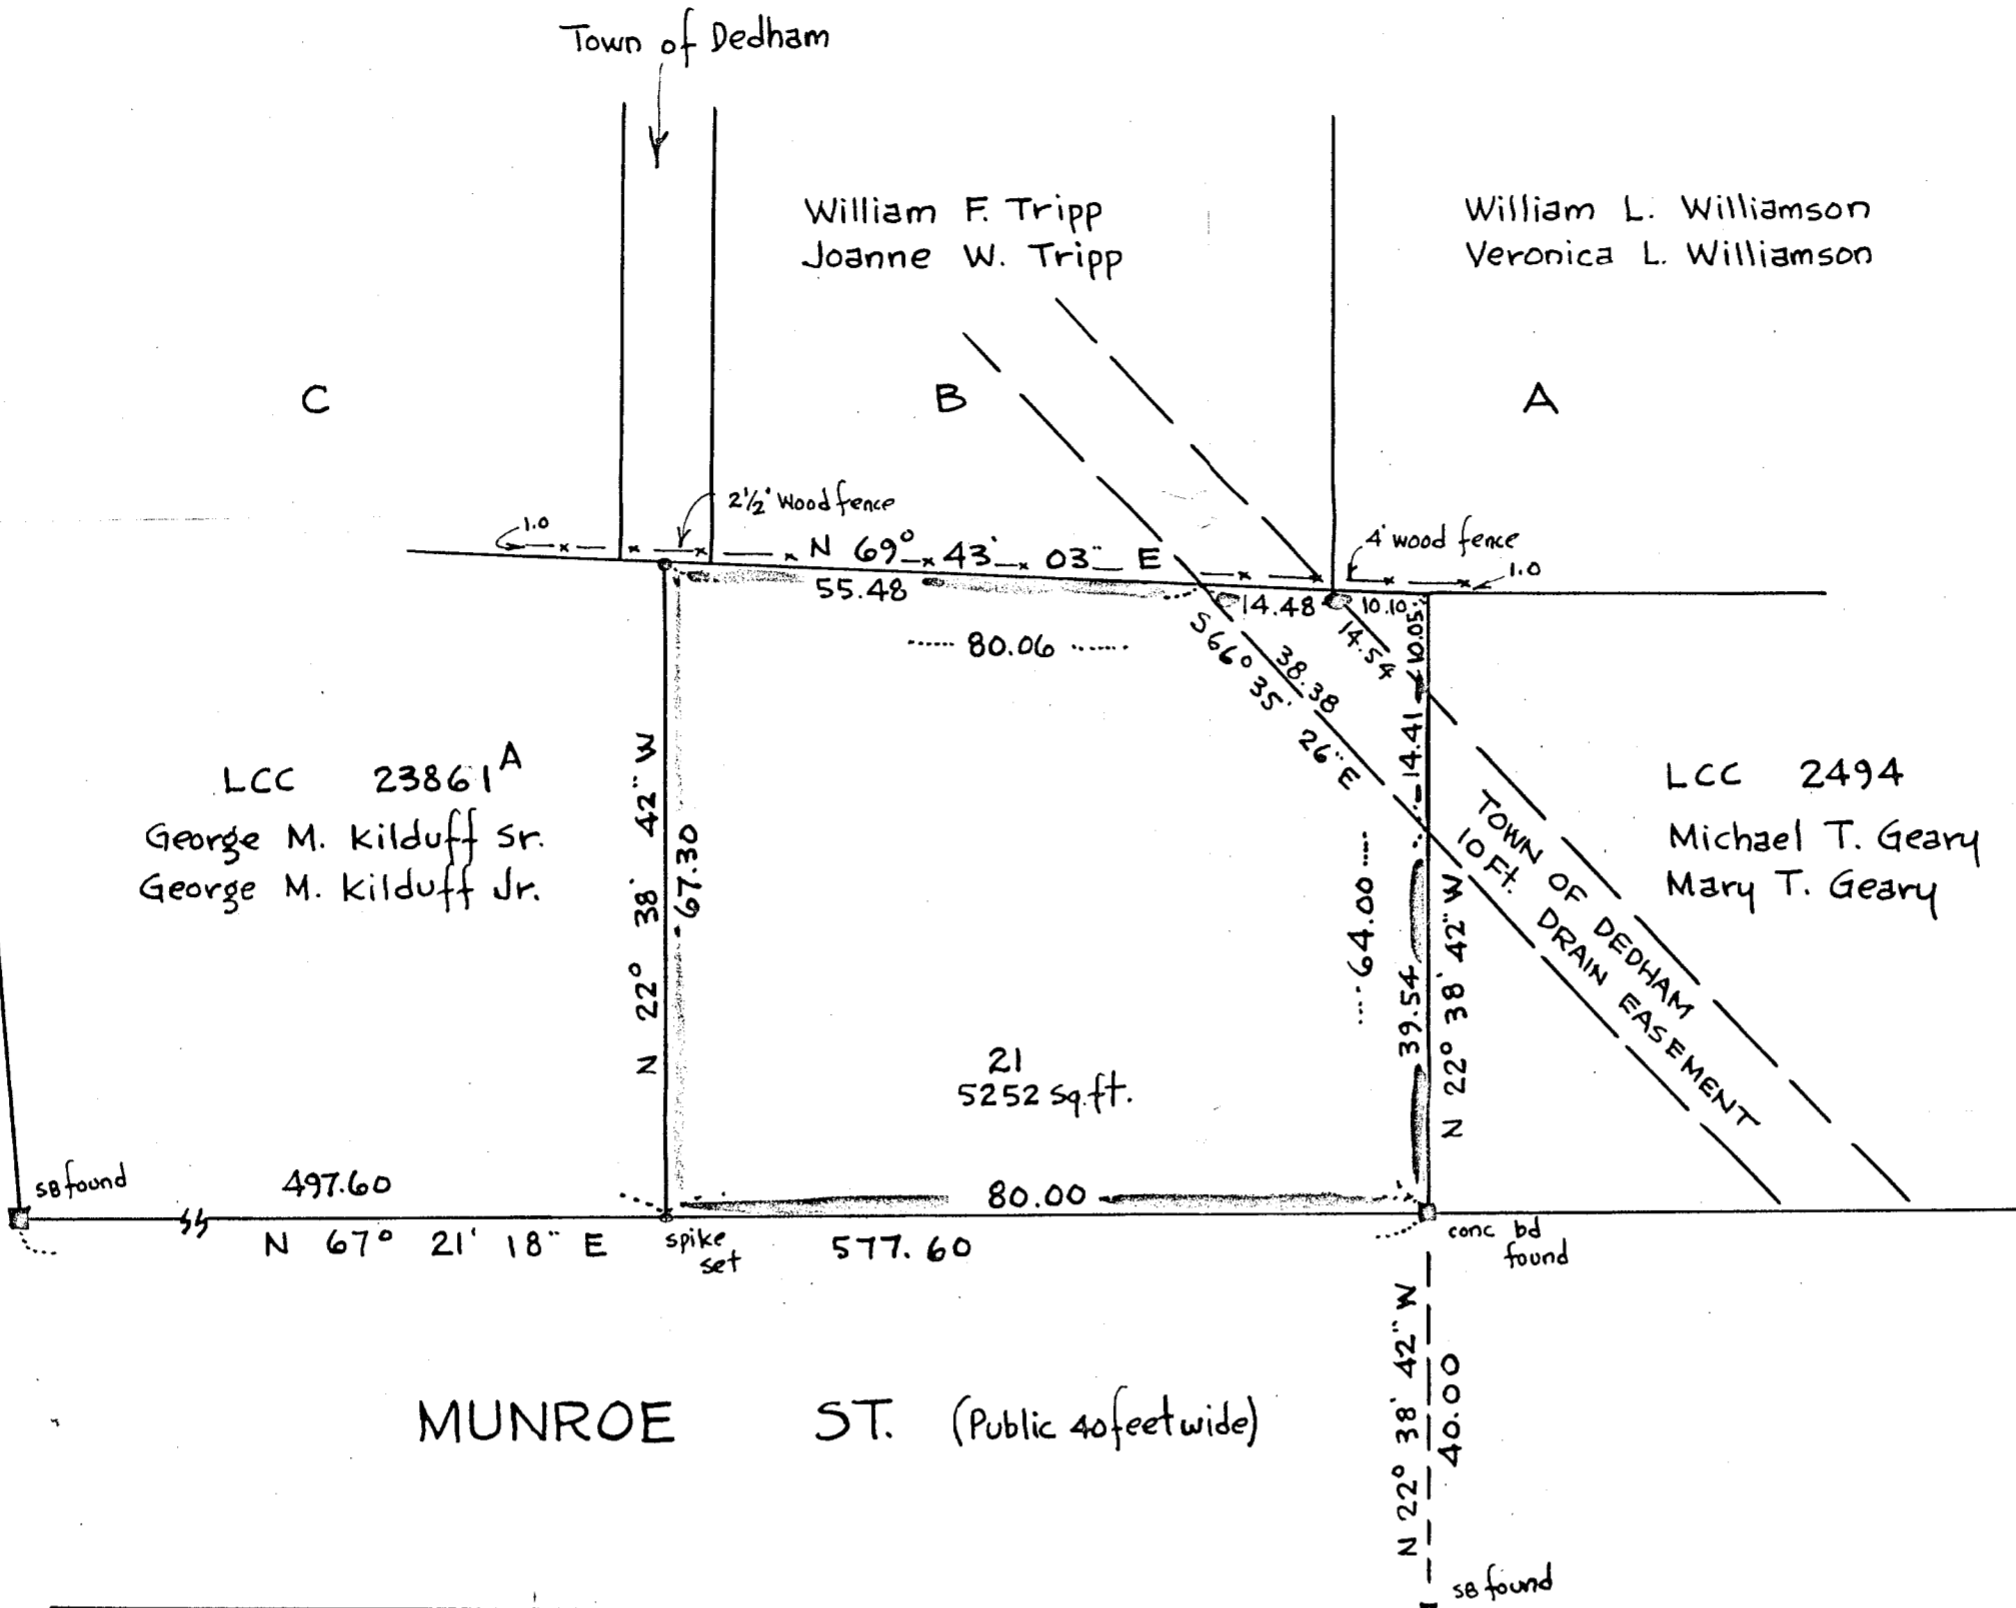 Town of Dedham
William F. Tripp
Joanne W. Tripp
William L. Williamson
Veronica L. Williamson
C
B
A
2 1/2' wood fence
1.0
N 69° 43' 03" E
4' wood fence
1.0
55.48
14.48
10.10
80.06
S 66° 35' 26" E
38.38
14.54
10.05
14.41
LCC 23861A
George M. Kilduff Sr.
George M. Kilduff Jr.
N 22° 38' 42" W
67.30
64.00
39.54
N 22° 38' 42" W
LCC 2494
Michael T. Geary
Mary T. Geary
TOWN OF DEDHAM
10 Ft. DRAIN EASEMENT
21
5252 sq.ft.
SB found
497.60
80.00
N 67° 21' 18" E
spike
set
577.60
conc bd
found
N 22° 38' 42" W
40.00
MUNROE ST. (Public 40 feet wide)
SB found